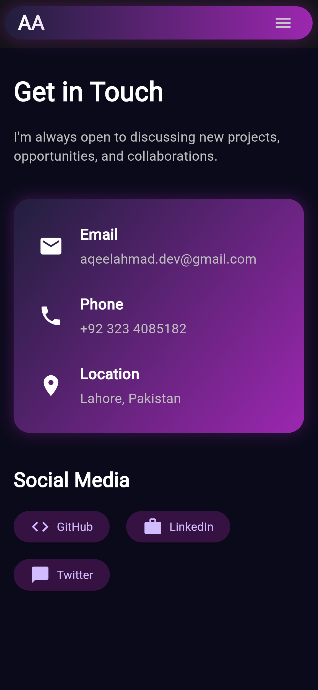 AA
Get in Touch
I'm always open to discussing new projects,
opportunities, and collaborations.
Email
aqeelahmad.dev@gmail.com
Phone
+92 323 4085182
Location
Lahore, Pakistan
Social Media
GitHub
LinkedIn
Twitter